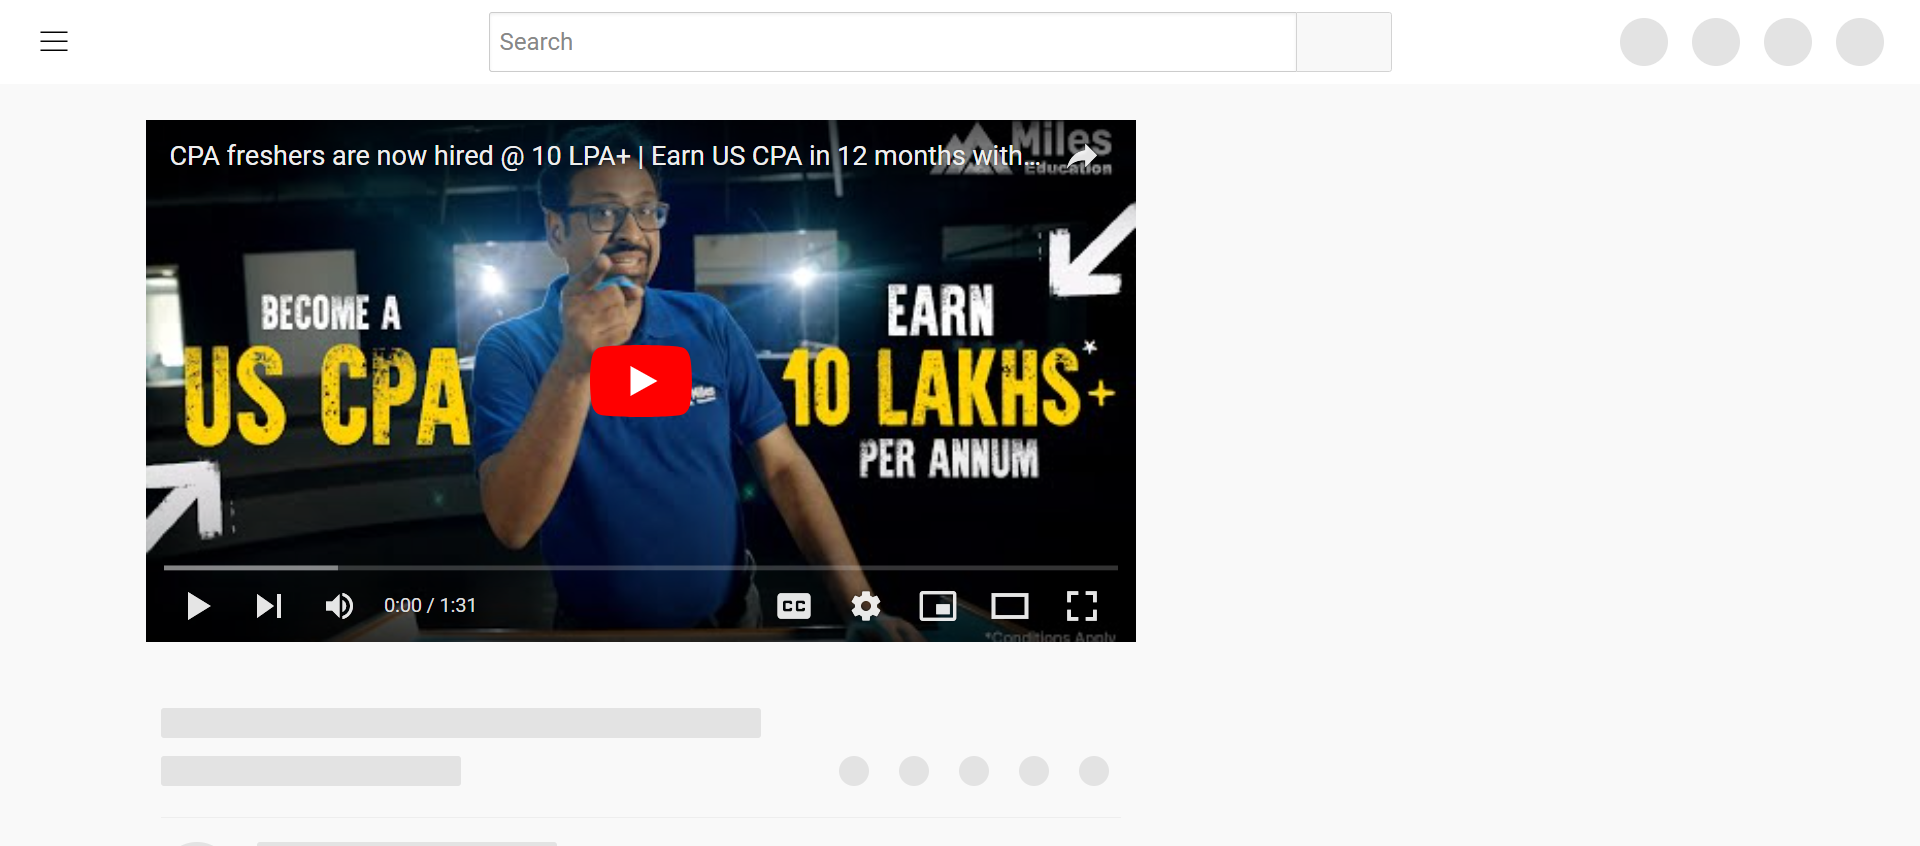 Search
CPA freshers are now hired @ 10 LPA+ | Earn US CPA in 12 months with...
Miles
Education
BECOME A
US CPA
EARN
10 LAKHS*+
PER ANNUM
Miles
0:00 / 1:31
CC
*Conditions Apply